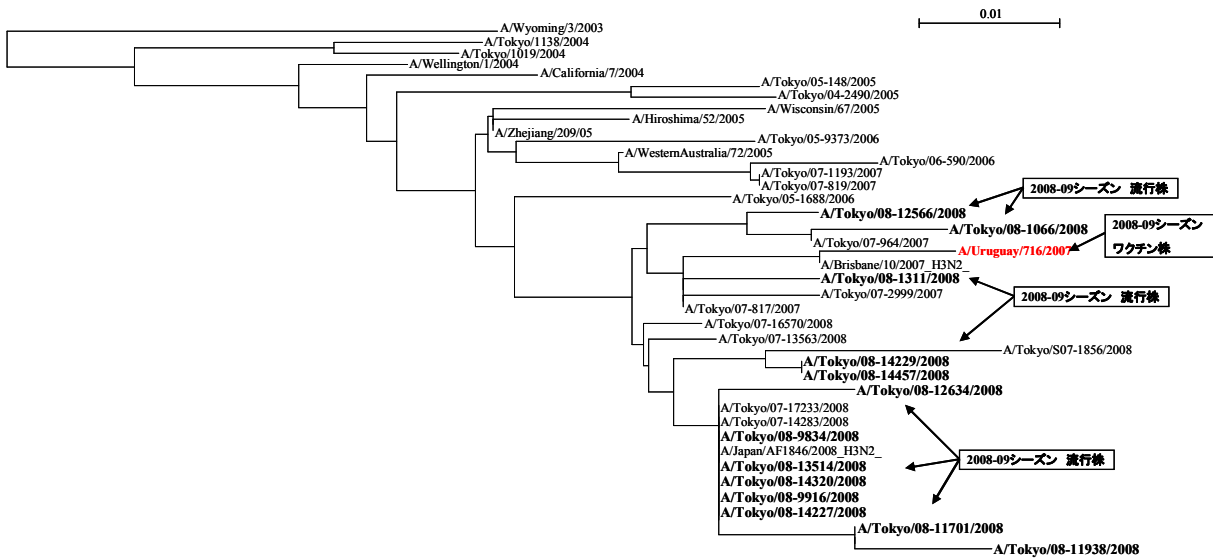 0.01
A/Wyoming/3/2003
A/Tokyo/1138/2004
A/Tokyo/1019/2004
A/Wellington/1/2004
A/California/7/2004
A/Tokyo/05-148/2005
A/Tokyo/04-2490/2005
A/Wisconsin/67/2005
A/Hiroshima/52/2005
A/Zhejiang/209/05
A/Tokyo/05-9373/2006
A/WesternAustralia/72/2005
A/Tokyo/06-590/2006
A/Tokyo/07-1193/2007
A/Tokyo/07-819/2007
A/Tokyo/05-1688/2006
2008-09シーズン 流行株
A/Tokyo/08-12566/2008
A/Tokyo/08-1066/2008
2008-09シーズン
ワクチン株
A/Tokyo/07-964/2007
A/Uruguay/716/2007
A/Brisbane/10/2007_H3N2_
A/Tokyo/08-1311/2008
A/Tokyo/07-2999/2007
2008-09シーズン 流行株
A/Tokyo/07-817/2007
A/Tokyo/07-16570/2008
A/Tokyo/07-13563/2008
A/Tokyo/S07-1856/2008
A/Tokyo/08-14229/2008
A/Tokyo/08-14457/2008
A/Tokyo/08-12634/2008
A/Tokyo/07-17233/2008
A/Tokyo/07-14283/2008
A/Tokyo/08-9834/2008
A/Japan/AF1846/2008_H3N2_
2008-09シーズン 流行株
A/Tokyo/08-13514/2008
A/Tokyo/08-14320/2008
A/Tokyo/08-9916/2008
A/Tokyo/08-14227/2008
A/Tokyo/08-11701/2008
A/Tokyo/08-11938/2008